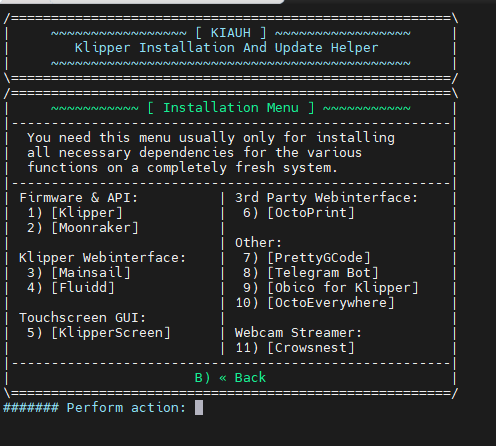 /=======================================================\
|     ~~~~~~~~~~~~~~~~~ [ KIAUH ] ~~~~~~~~~~~~~~~~~     |
|        Klipper Installation And Update Helper         |
|     ~~~~~~~~~~~~~~~~~~~~~~~~~~~~~~~~~~~~~~~~~~~~~     |
\=======================================================/
/=======================================================\
|     ~~~~~~~~~~~ [ Installation Menu ] ~~~~~~~~~~~     |
|-------------------------------------------------------|
|  You need this menu usually only for installing       |
|  all necessary dependencies for the various           |
|  functions on a completely fresh system.              |
|-------------------------------------------------------|
| Firmware & API:          | 3rd Party Webinterface:    |
|  1) [Klipper]            |  6) [OctoPrint]            |
|  2) [Moonraker]          |                            |
|                          | Other:                     |
| Klipper Webinterface:    |  7) [PrettyGCode]          |
|  3) [Mainsail]           |  8) [Telegram Bot]         |
|  4) [Fluidd]             |  9) [Obico for Klipper]    |
|                          | 10) [OctoEverywhere]       |
| Touchscreen GUI:         |                            |
|  5) [KlipperScreen]      | Webcam Streamer:           |
|                          | 11) [Crowsnest]            |
|-------------------------------------------------------|
|                       B) « Back                       |
\=======================================================/
####### Perform action: